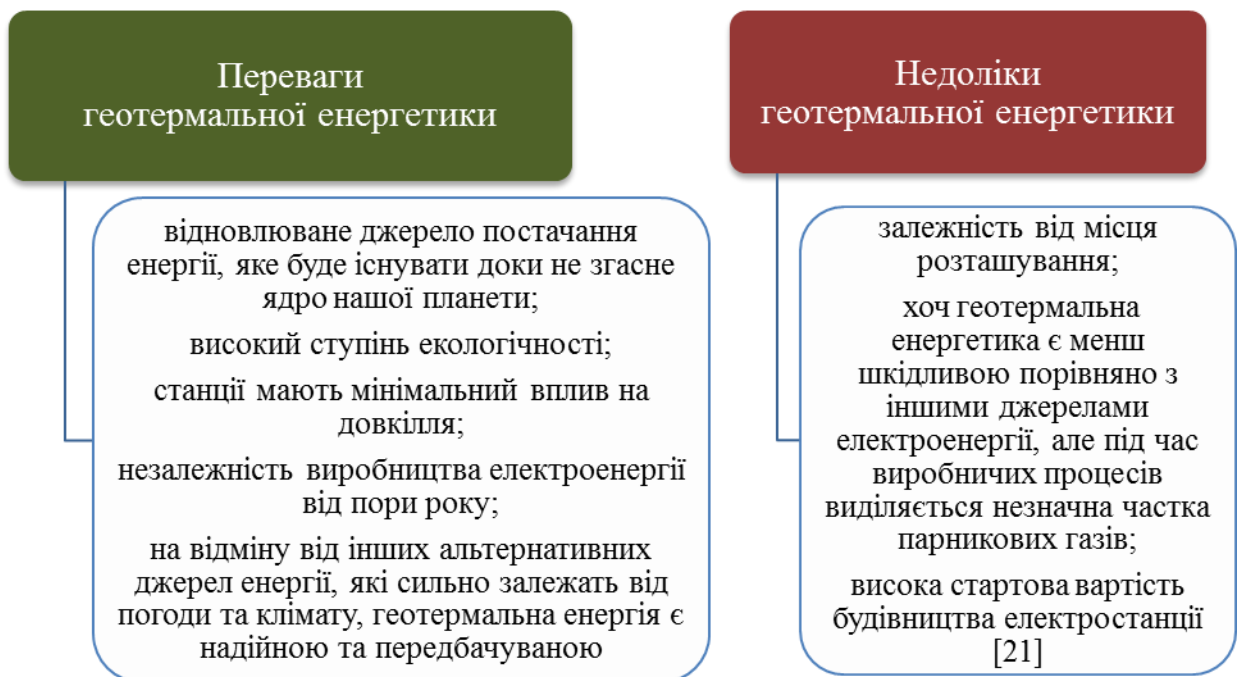 Переваги
геотермальної енергетики
відновлюване джерело постачання
енергії, яке буде існувати доки не згасне
ядро нашої планети;
високий ступінь екологічності;
станції мають мінімальний вплив на
довкілля;
незалежність виробництва електроенергії
від пори року;
на відміну від інших альтернативних
джерел енергії, які сильно залежать від
погоди та клімату, геотермальна енергія є
надійною та передбачуваною
Недоліки
геотермальної енергетики
залежність від місця
розташування;
хоч геотермальна
енергетика є менш
шкідливою порівняно з
іншими джерелами
електроенергії, але під час
виробничих процесів
виділяється незначна частка
парникових газів;
висока стартова вартість
будівництва електростанції
[21]